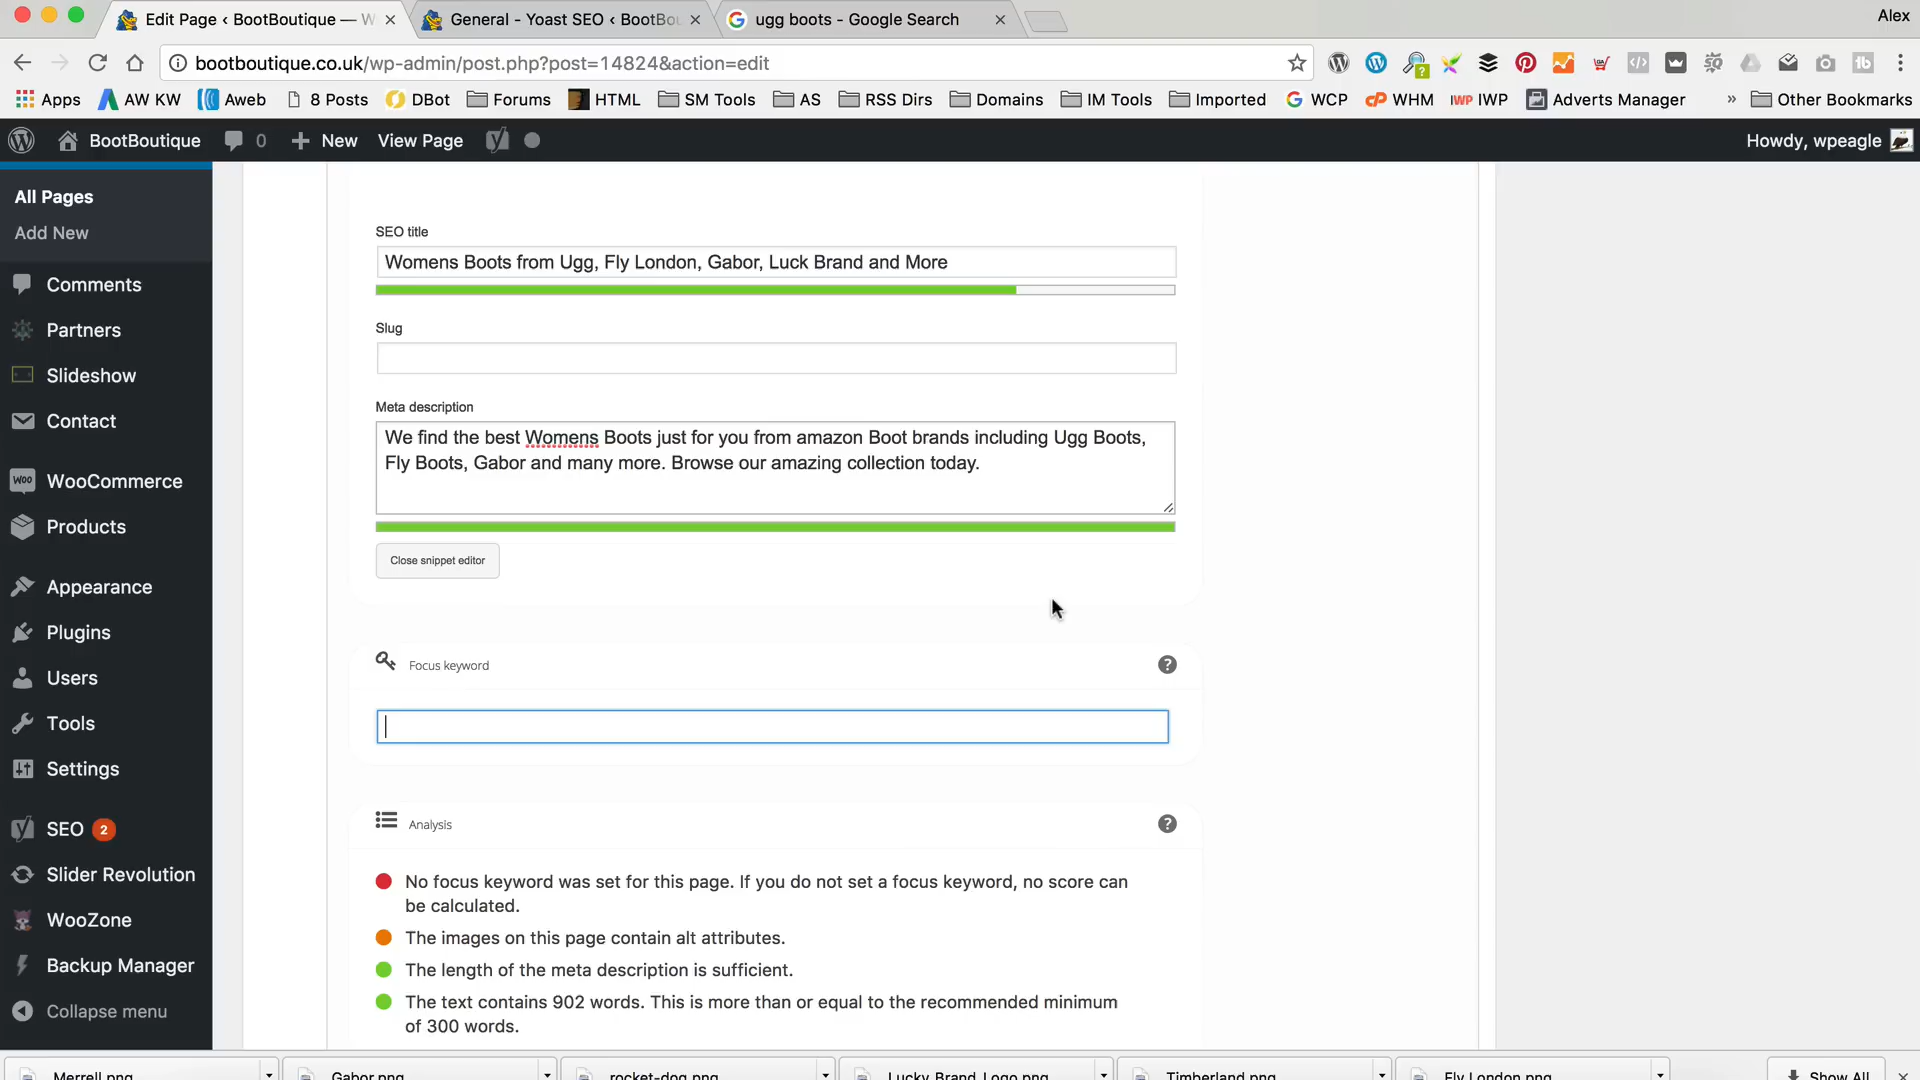 Edit Page ‹ BootBoutique — W
General - Yoast SEO ‹ BootBou
ugg boots - Google Search
Alex
bootboutique.co.uk/wp-admin/post.php?post=14824&action=edit
Apps
AW KW
Aweb
8 Posts
DBot
Forums
HTML
SM Tools
AS
RSS Dirs
Domains
IM Tools
Imported
WCP
WHM
IWP
Adverts Manager
»
Other Bookmarks
BootBoutique
0
New
View Page
Howdy, wpeagle
All Pages
Add New
Comments
Partners
Slideshow
Contact
WooCommerce
Products
Appearance
Plugins
Users
Tools
Settings
SEO 2
Slider Revolution
WooZone
Backup Manager
Collapse menu
SEO title
Womens Boots from Ugg, Fly London, Gabor, Luck Brand and More
Slug
Meta description
We find the best Womens Boots just for you from amazon Boot brands including Ugg Boots,
Fly Boots, Gabor and many more. Browse our amazing collection today.
Close snippet editor
Focus keyword
Analysis
No focus keyword was set for this page. If you do not set a focus keyword, no score can
be calculated.
The images on this page contain alt attributes.
The length of the meta description is sufficient.
The text contains 902 words. This is more than or equal to the recommended minimum
of 300 words.
Merrell.png
Gabor.png
rocket-dog.png
Lucky_Brand_Logo.png
Timberland.png
Fly London.png
Show All